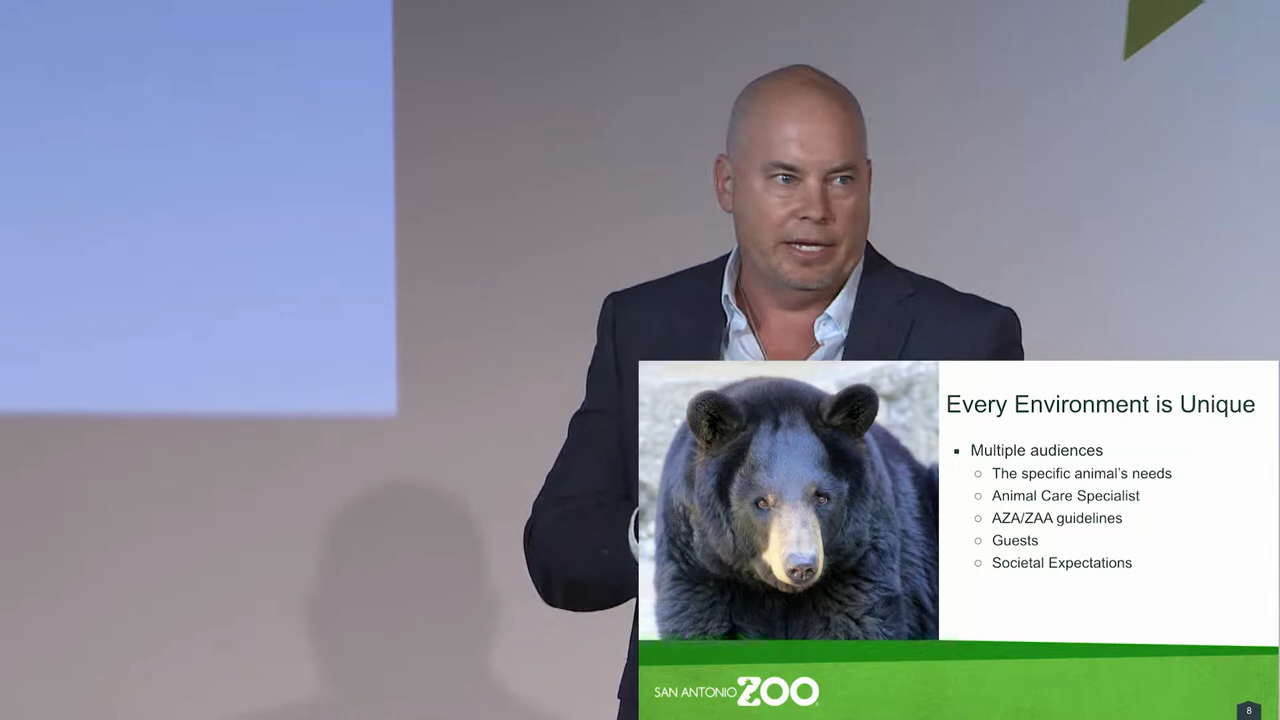 Every Environment is Unique
▪ Multiple audiences
○ The specific animal's needs
○ Animal Care Specialist
○ AZA/ZAA guidelines
○ Guests
○ Societal Expectations
SAN ANTONIO ZOO
8